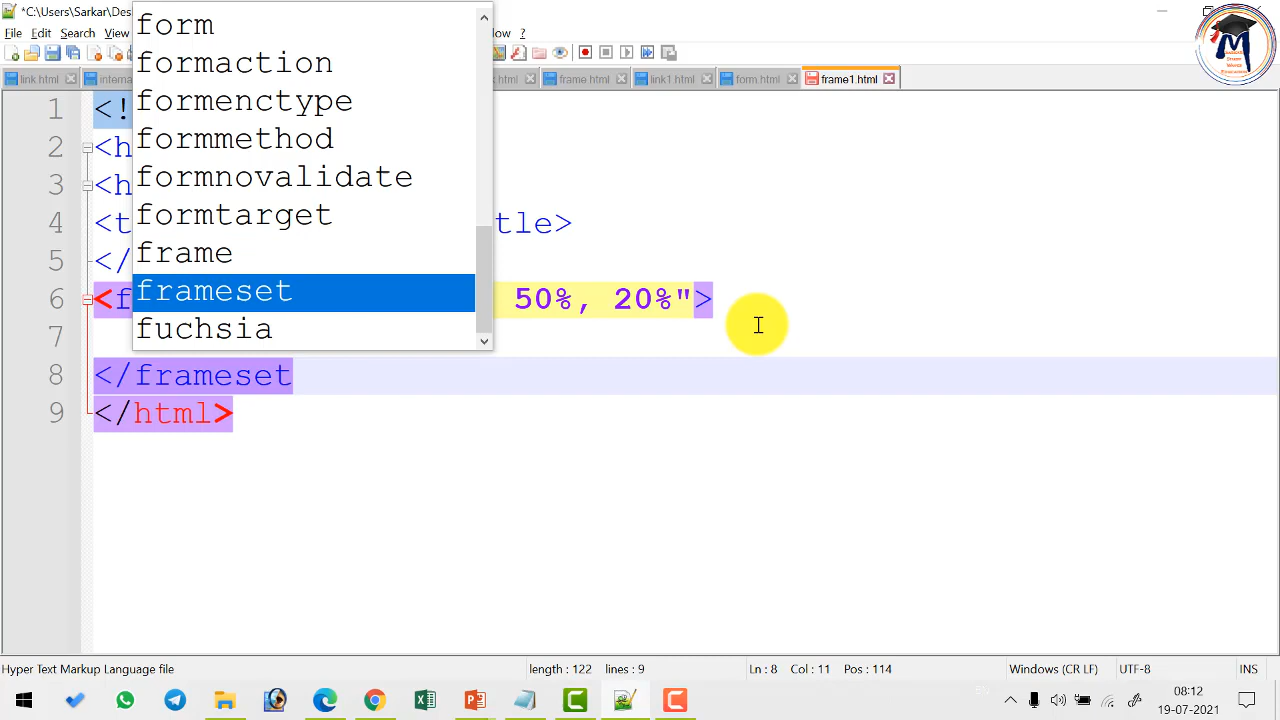 *C:\Users\Sarkar\Des
File Edit Search View
low ?
link.html
interna
k.html
frame.html
link1.html
form.html
frame1.html
form
formaction
formenctype
formmethod
formnovalidate
formtarget
frame
frameset
fuchsia
1 <!
2 <h
3 <h
4 <t tle>
5 </
6 <f 50%, 20%">
7
8 </frameset
9 </html>
Hyper Text Markup Language file
length : 122 lines : 9
Ln : 8 Col : 11 Pos : 114
Windows (CR LF)
UTF-8
INS
08:12
19-07-2021